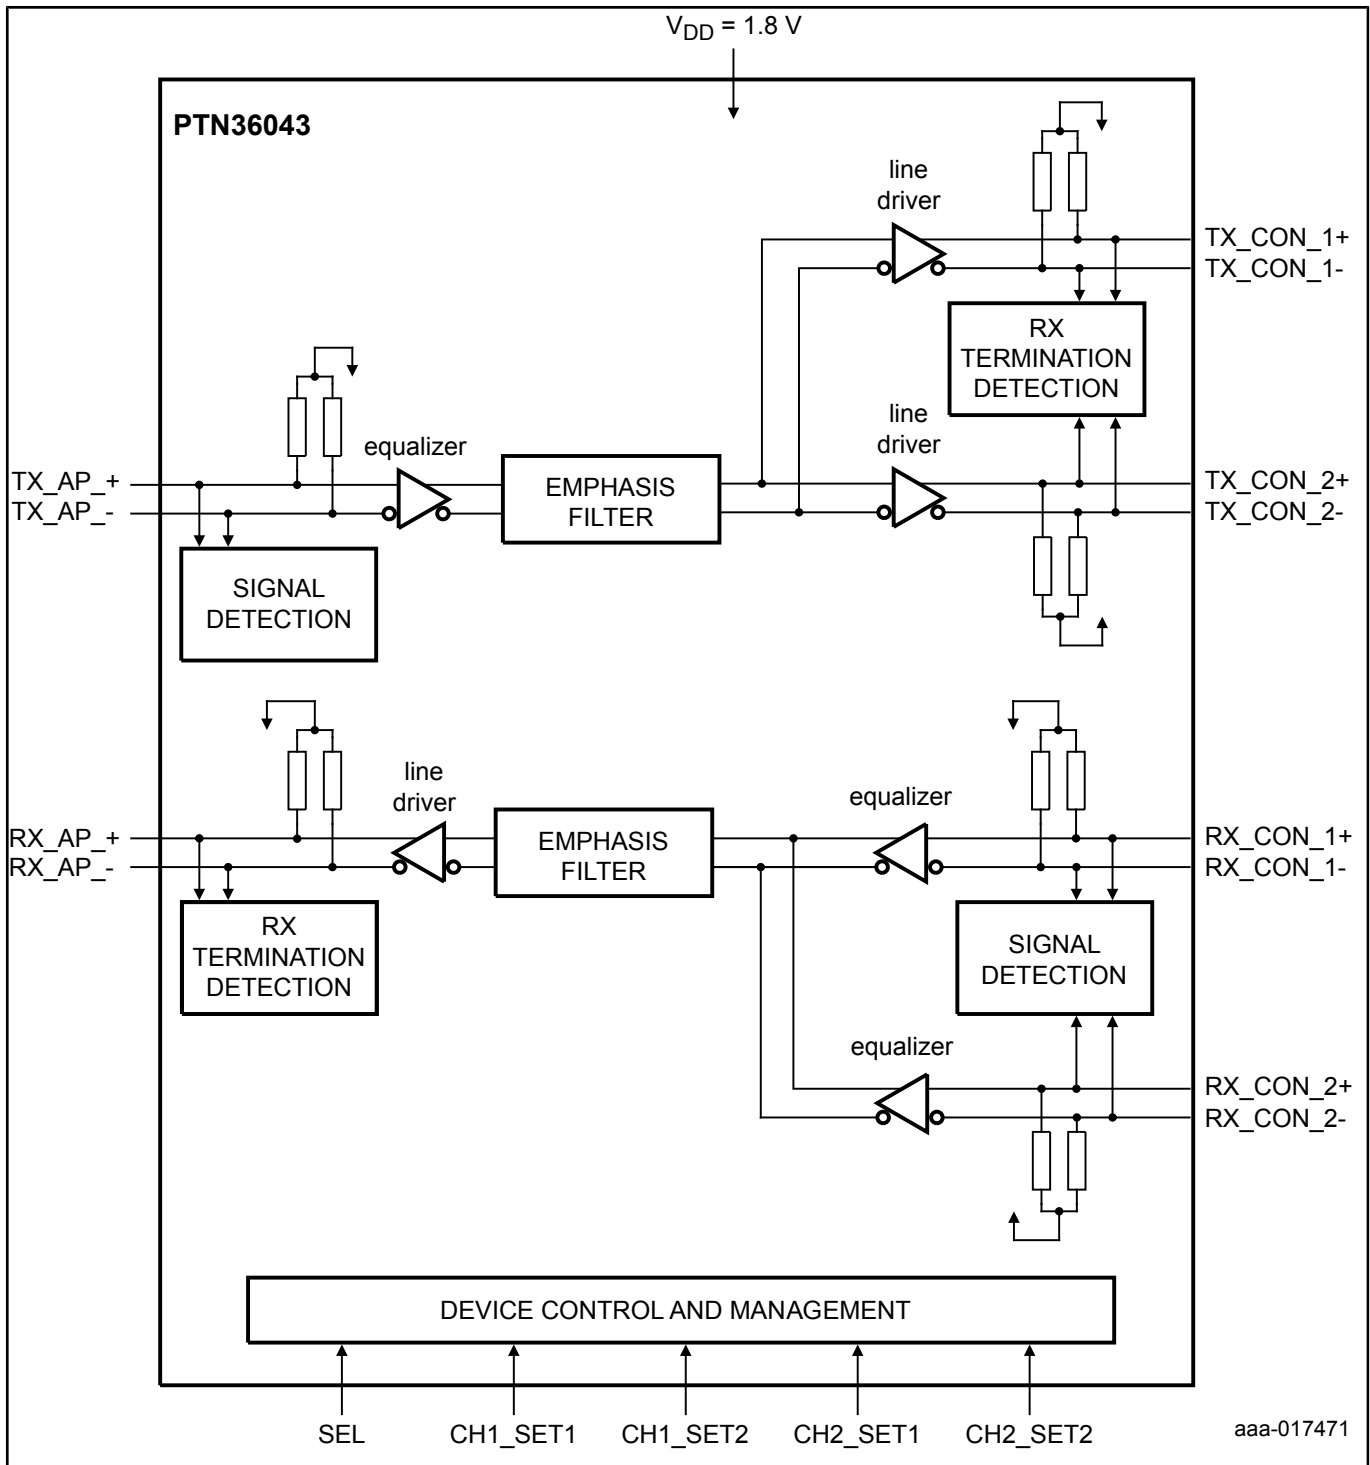 VDD = 1.8 V
PTN36043
line
driver
TX_CON_1+
TX_CON_1-
RX
TERMINATION
DETECTION
line
driver
equalizer
TX_AP_+
TX_AP_-
EMPHASIS
FILTER
TX_CON_2+
TX_CON_2-
SIGNAL
DETECTION
line
driver
equalizer
RX_AP_+
RX_AP_-
EMPHASIS
FILTER
RX_CON_1+
RX_CON_1-
RX
TERMINATION
DETECTION
SIGNAL
DETECTION
equalizer
RX_CON_2+
RX_CON_2-
DEVICE CONTROL AND MANAGEMENT
SEL
CH1_SET1
CH1_SET2
CH2_SET1
CH2_SET2
aaa-017471